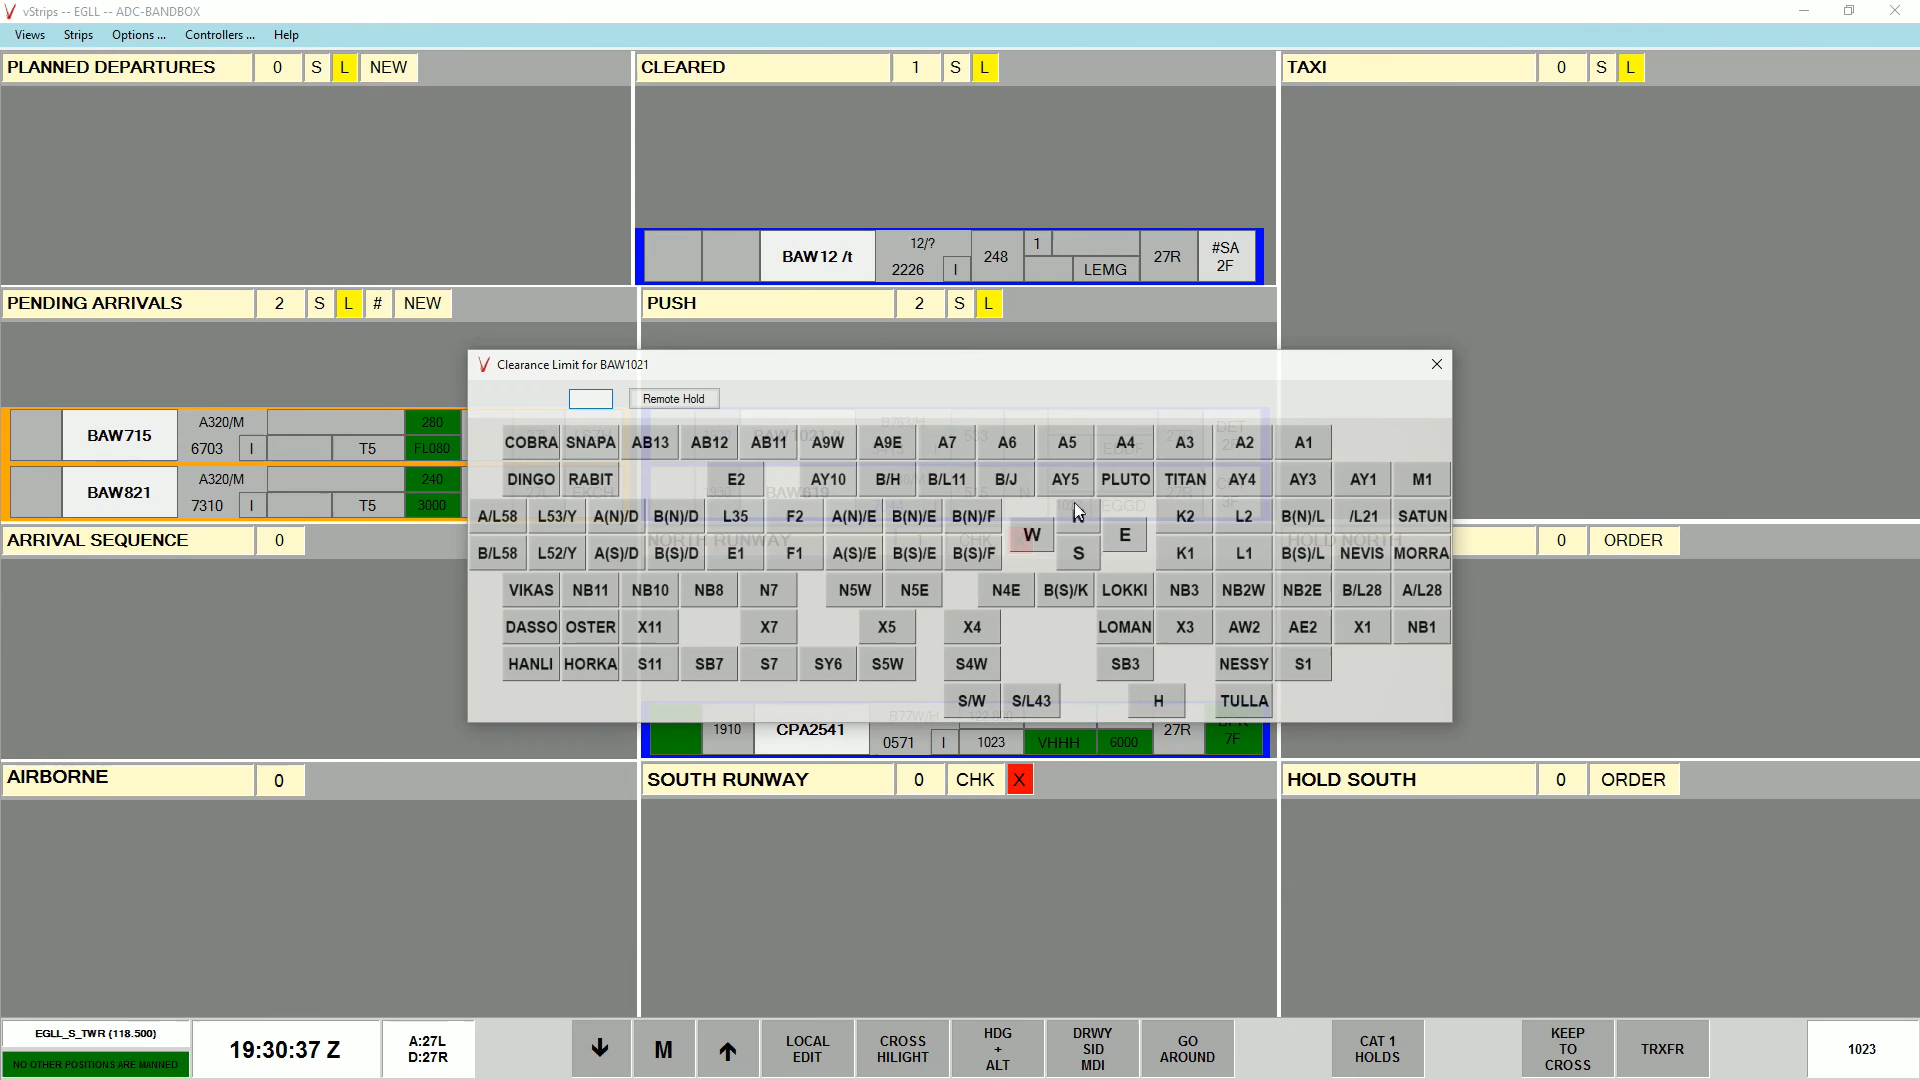 vStrips -- EGLL -- ADC-BANDBOX
Views Strips Options ... Controllers ... Help
PLANNED DEPARTURES 0 S L NEW
CLEARED 1 S L
TAXI 0 S L
BAW12 /t 12/? 2226 I 248 1 LEMG 27R #SA 2F
PENDING ARRIVALS 2 S L # NEW
PUSH 2 S L
BAW715 A320/M 6703 I T5 280 FL080
BAW821 A320/M 7310 I T5 240 3000
Clearance Limit for BAW1021
Remote Hold
COBRA SNAPA AB13 AB12 AB11 A9W A9E A7 A6 A5 A4 A3 A2 A1
DINGO RABIT E2 AY10 B/H B/L11 B/J AY5 PLUTO TITAN AY4 AY3 AY1 M1
A/L58 L53/Y A(N)/D B(N)/D L35 F2 A(N)/E B(N)/E B(N)/F N K2 L2 B(N)/L /L21 SATUN
W E
B/L58 L52/Y A(S)/D B(S)/D E1 F1 A(S)/E B(S)/E B(S)/F S K1 L1 B(S)/L NEVIS MORRA
VIKAS NB11 NB10 NB8 N7 N5W N5E N4E B(S)/K LOKKI NB3 NB2W NB2E B/L28 A/L28
DASSO OSTER X11 X7 X5 X4 LOMAN X3 AW2 AE2 X1 NB1
HANLI HORKA S11 SB7 S7 SY6 S5W S4W SB3 NESSY S1
S/W S/L43 H TULLA
ARRIVAL SEQUENCE 0
NORTH RUNWAY 1 CHK
HOLD NORTH 0 ORDER
1910 CPA2541 B77W/H 0571 I 1023 VHHH 6000 27R 7F
AIRBORNE 0
SOUTH RUNWAY 0 CHK X
HOLD SOUTH 0 ORDER
EGLL_S_TWR (118.500)
NO OTHER POSITIONS ARE MANNED
19:30:37 Z
A:27L
D:27R
M
LOCAL
EDIT
CROSS
HILIGHT
HDG
+
ALT
DRWY
SID
MDI
GO
AROUND
CAT 1
HOLDS
KEEP
TO
CROSS
TRXFR
1023